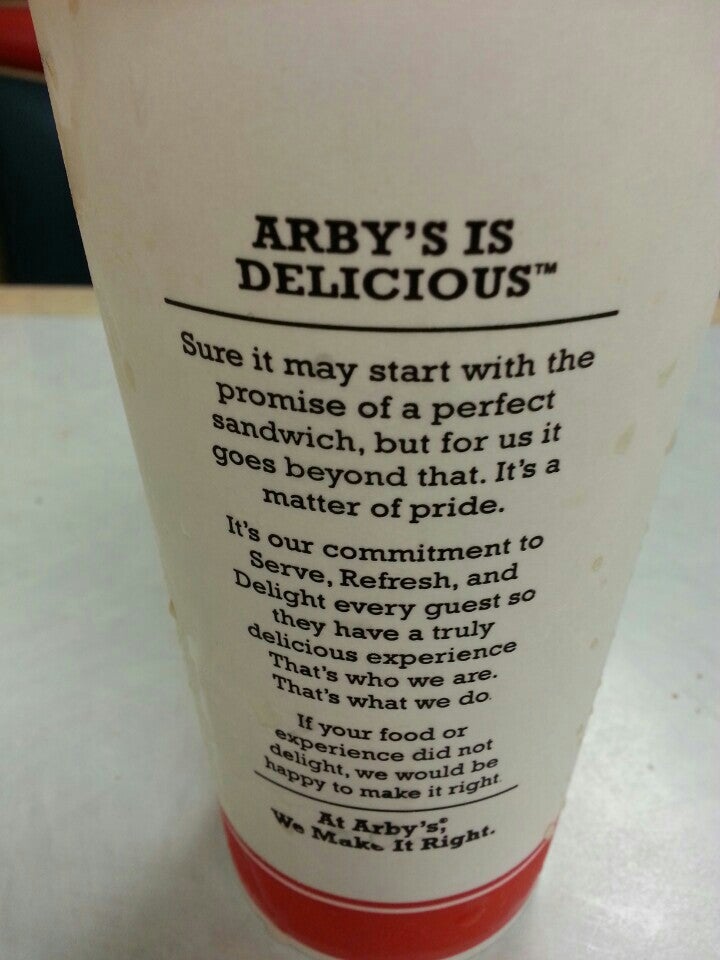 ARBY'S IS
DELICIOUS™
Sure it may start with the
promise of a perfect
sandwich, but for us it
goes beyond that. It's a
matter of pride.
It's our commitment to
Serve, Refresh, and
Delight every guest so
they have a truly
delicious experience
That's who we are.
That's what we do.
If your food or
experience did not
delight, we would be
happy to make it right.
At Arby's®,
We Make It Right.